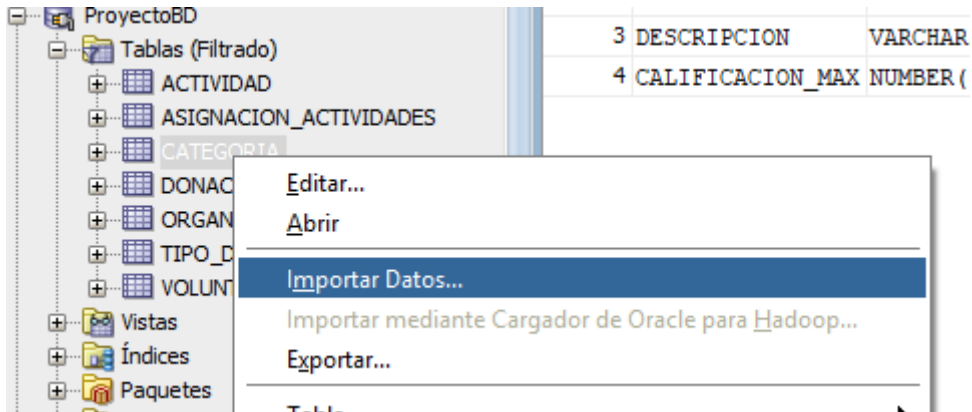 ProyectoBD
Tablas (Filtrado)
ACTIVIDAD
ASIGNACION_ACTIVIDADES
CATEGORIA
DONAC
ORGAN
TIPO_D
VOLUNT
Vistas
Índices
Paquetes
3 DESCRIPCION VARCHAR
4 CALIFICACION_MAX NUMBER(
Editar...
Abrir
Importar Datos...
Importar mediante Cargador de Oracle para Hadoop...
Exportar...
Tabla